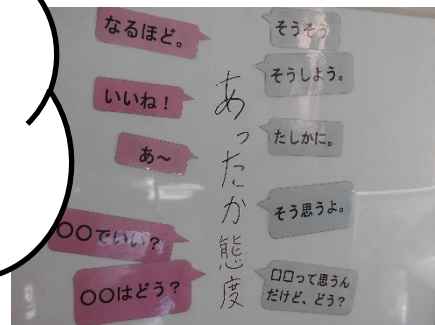 なるほど。
いいね！
あ～
〇〇でいい？
〇〇はどう？
あったか態度
そうそう
そうしよう。
たしかに。
そう思うよ。
□□って思うん
だけど、どう？